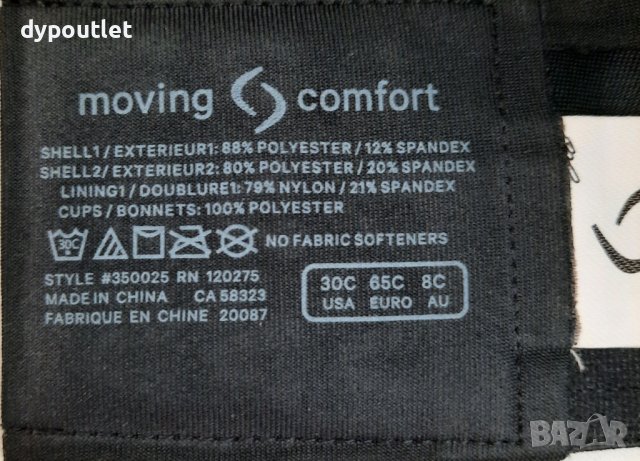 dypoutlet
moving comfort
SHELL1/EXTERIEUR1: 88% POLYESTER/12% SPANDEX
SHELL2/EXTERIEUR2: 80% POLYESTER/20% SPANDEX
LINING1/DOUBLURE1: 79% NYLON/21% SPANDEX
CUPS/BONNETS: 100% POLYESTER
30C NO FABRIC SOFTENERS
STYLE #350025 RN 120275
MADE IN CHINA CA 58323
FABRIQUE EN CHINE 20087
30C 65C 8C
USA EURO AU
BAZAR